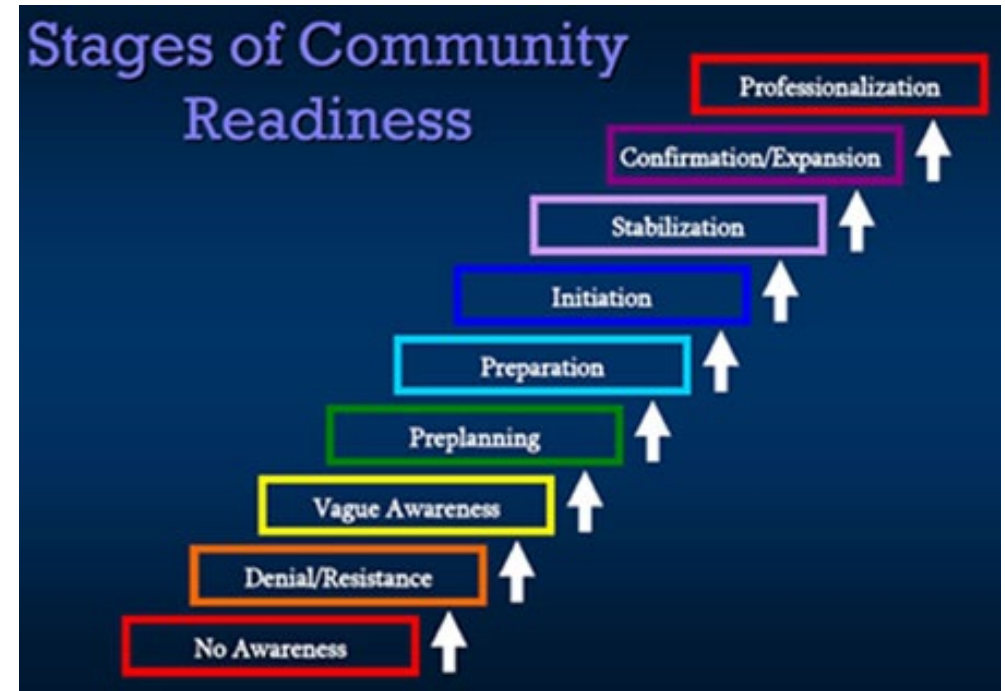 Stages of Community
Readiness
Professionalization
Confirmation/Expansion
Stabilization
Initiation
Preparation
Preplanning
Vague Awareness
Denial/Resistance
No Awareness